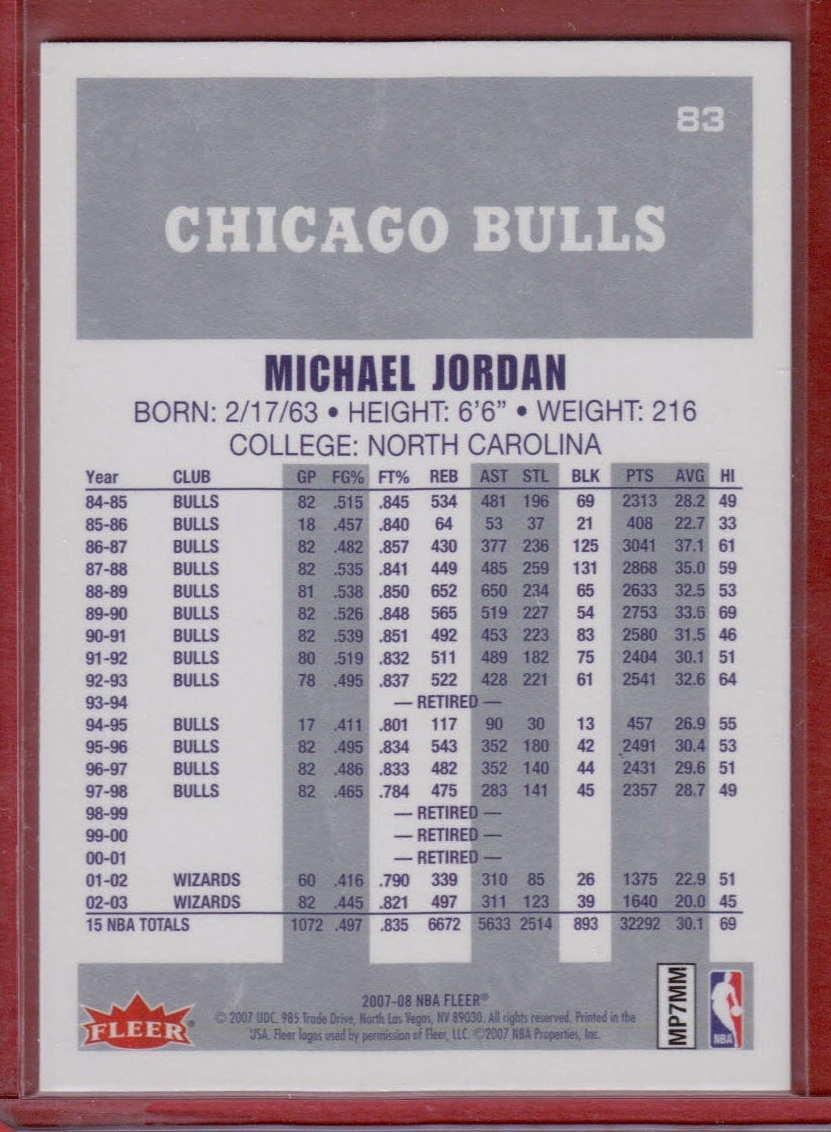 83
CHICAGO BULLS
MICHAEL JORDAN
BORN: 2/17/63 • HEIGHT: 6'6" • WEIGHT: 216
COLLEGE: NORTH CAROLINA
Year CLUB GP FG% FT% REB AST STL BLK PTS AVG HI
84-85 BULLS 82 .515 .845 534 481 196 69 2313 28.2 49
85-86 BULLS 18 .457 .840 64 53 37 21 408 22.7 33
86-87 BULLS 82 .482 .857 430 377 236 125 3041 37.1 61
87-88 BULLS 82 .535 .841 449 485 259 131 2868 35.0 59
88-89 BULLS 81 .538 .850 652 650 234 65 2633 32.5 53
89-90 BULLS 82 .526 .848 565 519 227 54 2753 33.6 69
90-91 BULLS 82 .539 .851 492 453 223 83 2580 31.5 46
91-92 BULLS 80 .519 .832 511 489 182 75 2404 30.1 51
92-93 BULLS 78 .495 .837 522 428 221 61 2541 32.6 64
93-94 — RETIRED —
94-95 BULLS 17 .411 .801 117 90 30 13 457 26.9 55
95-96 BULLS 82 .495 .834 543 352 180 42 2491 30.4 53
96-97 BULLS 82 .486 .833 482 352 140 44 2431 29.6 51
97-98 BULLS 82 .465 .784 475 283 141 45 2357 28.7 49
98-99 — RETIRED —
99-00 — RETIRED —
00-01 — RETIRED —
01-02 WIZARDS 60 .416 .790 339 310 85 26 1375 22.9 51
02-03 WIZARDS 82 .445 .821 497 311 123 39 1640 20.0 45
15 NBA TOTALS 1072 .497 .835 6672 5633 2514 893 32292 30.1 69
FLEER
2007-08 NBA FLEER®
© 2007 UDC. 985 Trade Drive, North Las Vegas, NV 89030. All rights reserved. Printed in the
USA. Fleer logos used by permission of Fleer, LLC. ©2007 NBA Properties, Inc.
MP7MM
NBA